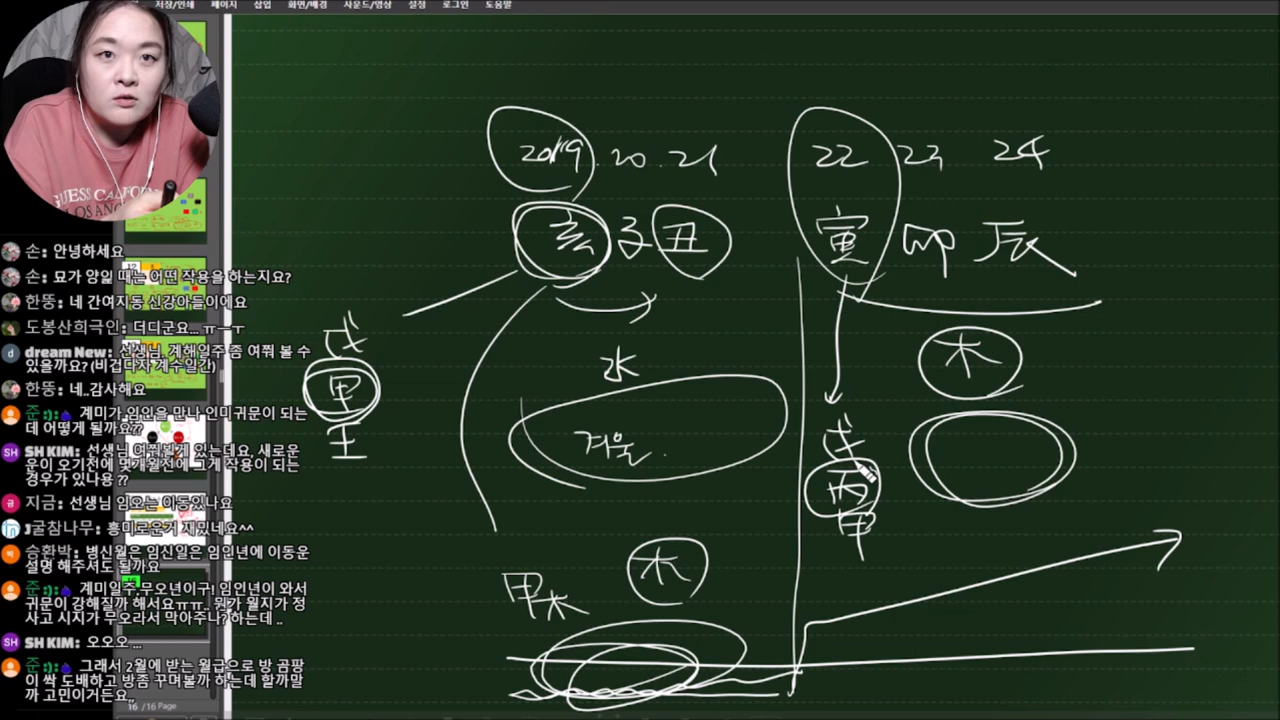 저장/인쇄 페이지 삽입 화면/배경 사운드/영상 설정 로그인 도움말
GUESS CALIFOR
LOS ANG
손: 안녕하세요
손: 묘가 양일 때는 어떤 작용을 하는지요?
한뚱: 네 간여지동 신강아들이에요
도봉산희극인: 더디군요... ㅠㅡㅜ
dream New: 선생님, 계해일주 좀 여쭤 볼 수
있을까요? (비겁다자 계수일간)
한뚱: 네..감사해요
준:): 계미가 임인을 만나 인미귀문이 되는
데 어떻게 될까요??
SH KIM: 선생님 여쭤볼게 있는데요, 새로운
운이 오기전에 몇개월전에 그게 작용이 되는
경우가 있나용 ??
지금: 선생님 임오는 이동있나요
굴참나무: 흥미로운거 재밌네요^^
승환박: 병신월은 임신일은 임인년에 이동운
설명 해주셔도 될까요
준:): 계미일주,무오년이구! 임인년이 와서
귀문이 강해질까 해서요ㅠㅠ.. 뭔가 월지가 정
사고 시지가 무오라서 막아주나? 하는데 ..
SH KIM: 오오오 ...
준:): 그래서 2월에 받는 월급으로 방 곰팡
이 싹 도배하고 방좀 꾸며볼까 하는데 할까말
까 고민이거든요,,
16 /16 Page
2019. 20. 21
亥 子 丑
水
겨울.
戊
甲
壬
木
甲木
22 23 24
寅 卯 辰
木
戊
丙
甲